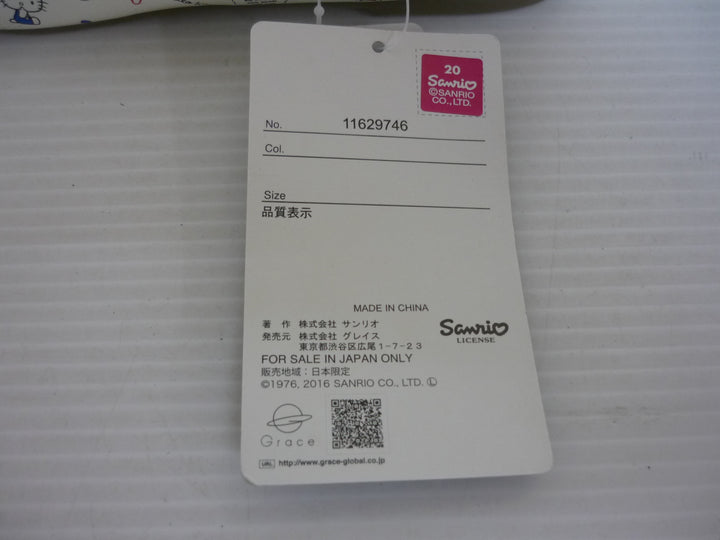 20
Sanrio
©SANRIO
CO., LTD.
No. 11629746
Col.
Size
品質表示
MADE IN CHINA
著 作 株式会社 サンリオ
発売元 株式会社 グレイス
東京都渋谷区広尾1-7-23
Sanrio
LICENSE
FOR SALE IN JAPAN ONLY
販売地域：日本限定
©1976, 2016 SANRIO CO., LTD. Ⓛ
Grace
URL http://www.grace-global.co.jp